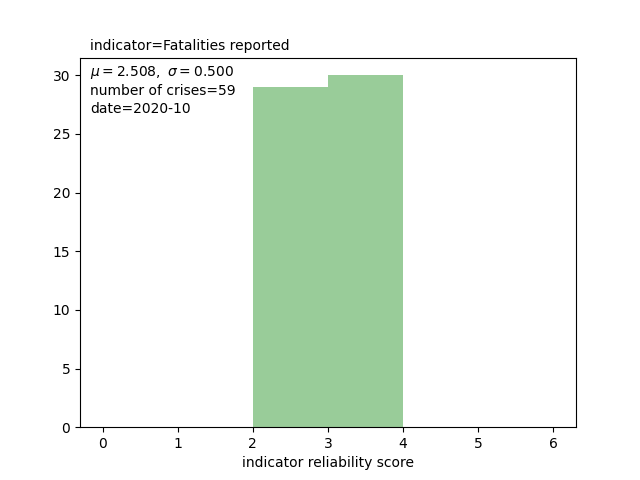 indicator=Fatalities reported
μ = 2.508, σ = 0.500
number of crises=59
date=2020-10
30
25
20
15
10
5
0
0 1 2 3 4 5 6
indicator reliability score